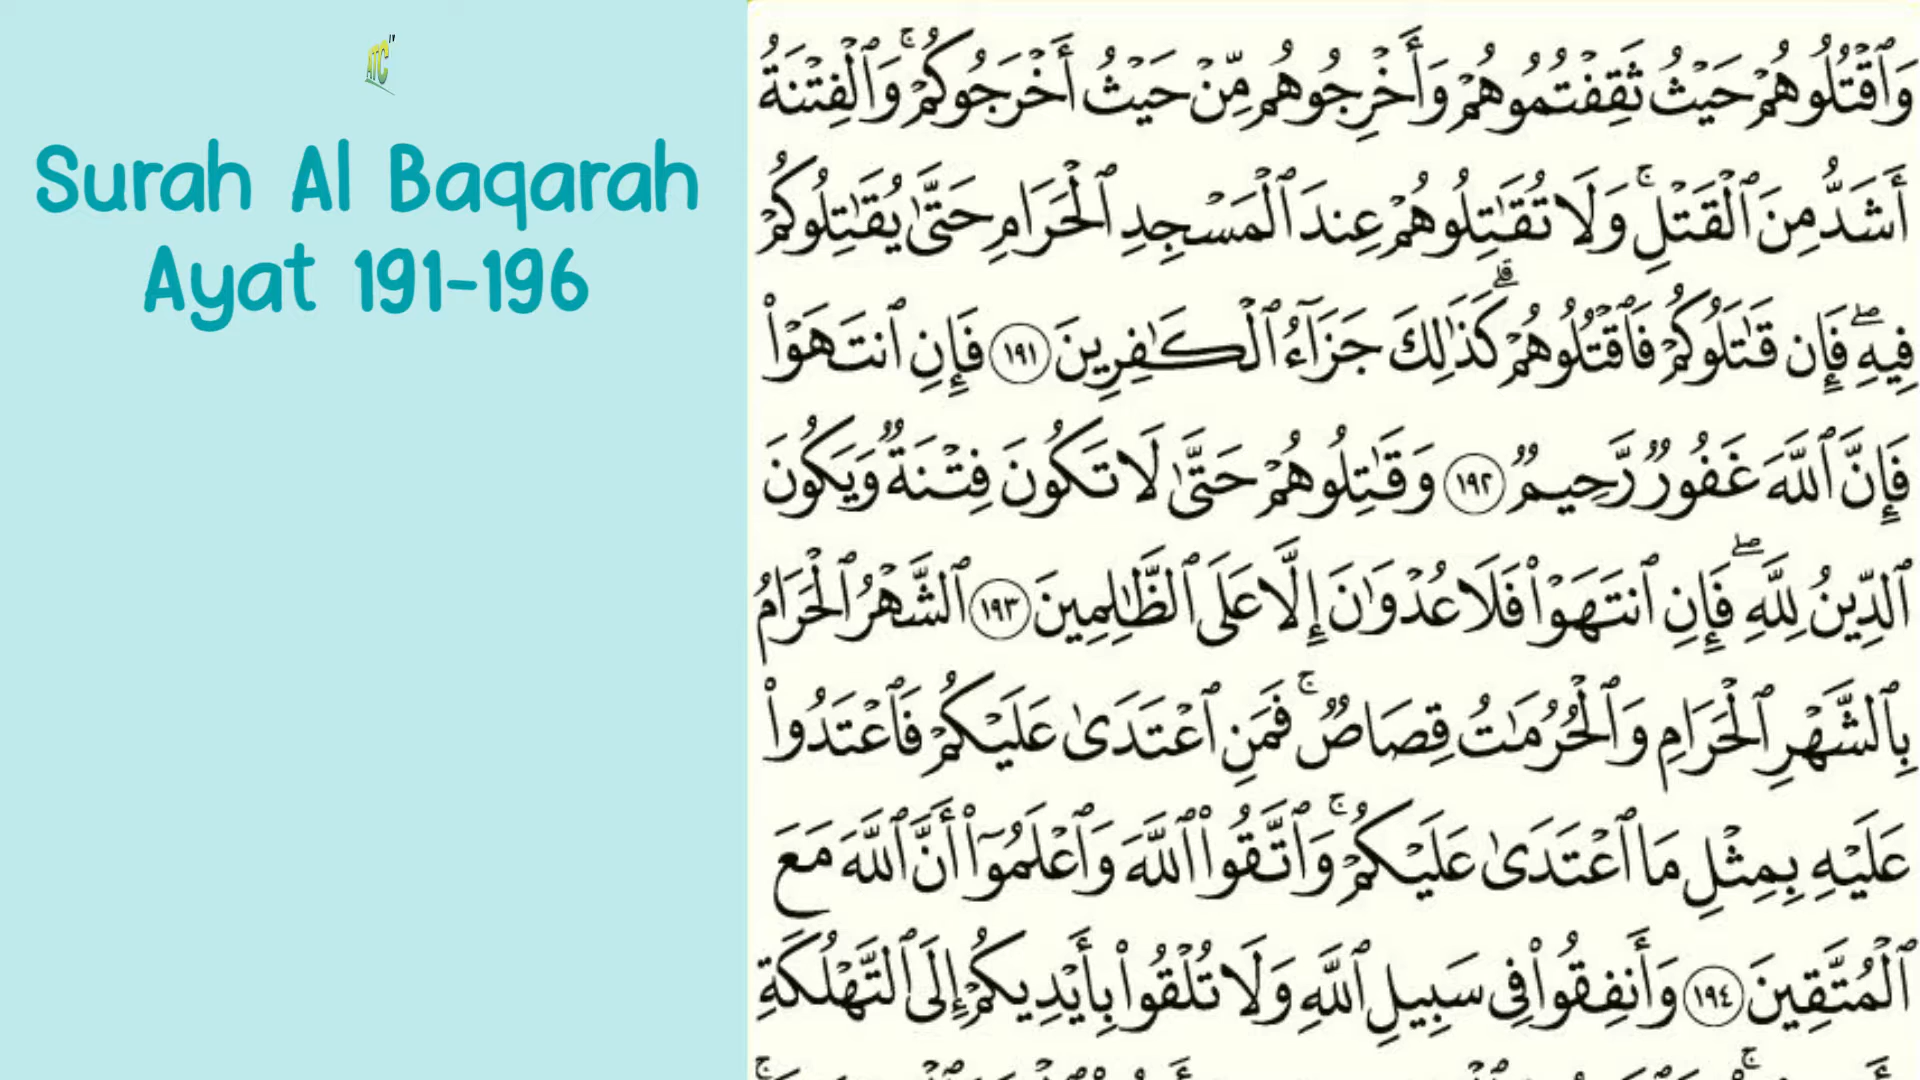 ATC
Surah Al Baqarah
Ayat 191-196
وَٱقْتُلُوهُمْ حَيْثُ ثَقِفْتُمُوهُمْ وَأَخْرِجُوهُم مِّنْ حَيْثُ أَخْرَجُوكُمْ ۚ وَٱلْفِتْنَةُ
أَشَدُّ مِنَ ٱلْقَتْلِ ۚ وَلَا تُقَٰتِلُوهُمْ عِندَ ٱلْمَسْجِدِ ٱلْحَرَامِ حَتَّىٰ يُقَٰتِلُوكُمْ
فِيهِ ۖ فَإِن قَٰتَلُوكُمْ فَٱقْتُلُوهُمْ ۗ كَذَٰلِكَ جَزَآءُ ٱلْكَٰفِرِينَ ١٩١ فَإِنِ ٱنتَهَوْا۟
فَإِنَّ ٱللَّهَ غَفُورٌ رَّحِيمٌ ١٩٢ وَقَٰتِلُوهُمْ حَتَّىٰ لَا تَكُونَ فِتْنَةٌ وَيَكُونَ
ٱلدِّينُ لِلَّهِ ۖ فَإِنِ ٱنتَهَوْا۟ فَلَا عُدْوَٰنَ إِلَّا عَلَى ٱلظَّٰلِمِينَ ١٩٣ ٱلشَّهْرُ ٱلْحَرَامُ
بِٱلشَّهْرِ ٱلْحَرَامِ وَٱلْحُرُمَٰتُ قِصَاصٌ ۚ فَمَنِ ٱعْتَدَىٰ عَلَيْكُمْ فَٱعْتَدُوا۟
عَلَيْهِ بِمِثْلِ مَا ٱعْتَدَىٰ عَلَيْكُمْ ۚ وَٱتَّقُوا۟ ٱللَّهَ وَٱعْلَمُوٓا۟ أَنَّ ٱللَّهَ مَعَ
ٱلْمُتَّقِينَ ١٩٤ وَأَنفِقُوا۟ فِى سَبِيلِ ٱللَّهِ وَلَا تُلْقُوا۟ بِأَيْدِيكُمْ إِلَى ٱلتَّهْلُكَةِ